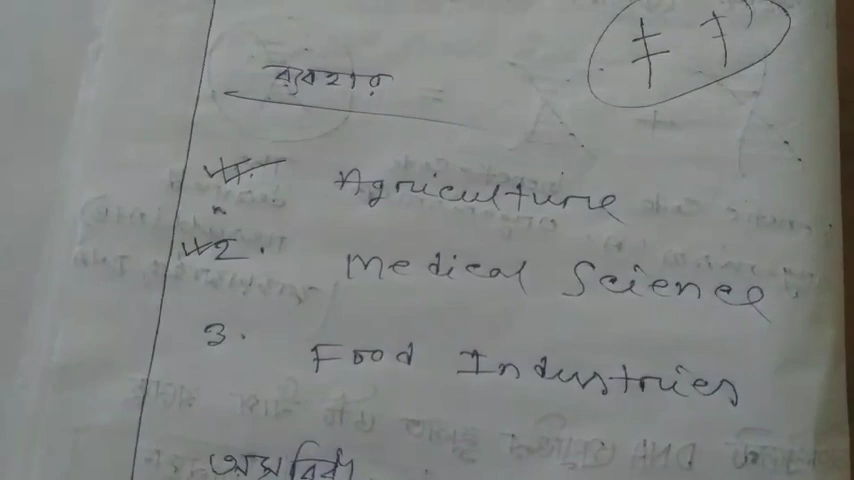 ব্যবহার
1. Agriculture
2. Medical Science
3. Food Industries
অসুবিধা